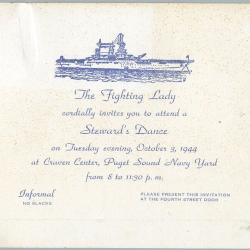 The Fighting Lady
cordially invites you to attend a
Steward's Dance
on Tuesday evening, October 3, 1944
at Craven Center, Puget Sound Navy Yard
from 8 to 11:30 p. m.
Informal
NO SLACKS
PLEASE PRESENT THIS INVITATION
AT THE FOURTH STREET DOOR